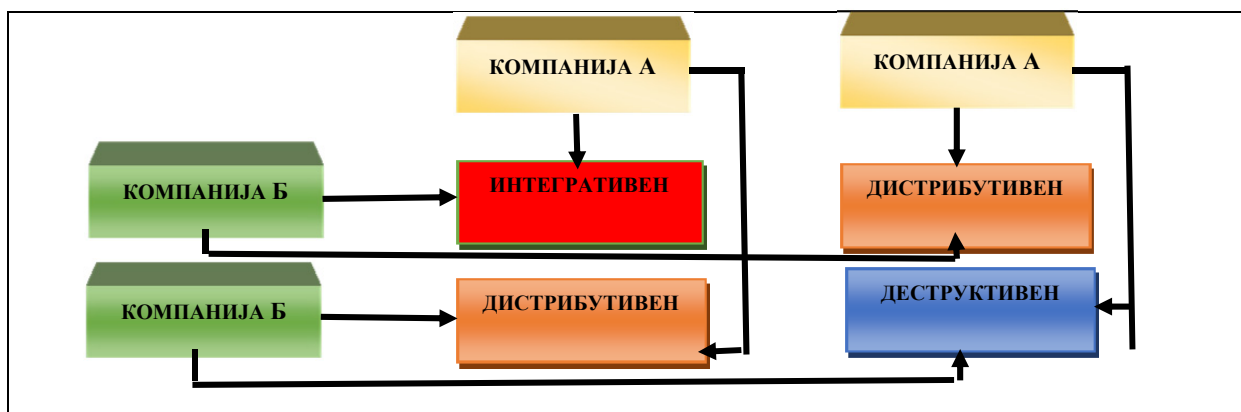 КОМПАНИЈА А
КОМПАНИЈА А
КОМПАНИЈА Б
ИНТЕГРАТИВЕН
ДИСТРИБУТИВЕН
КОМПАНИЈА Б
ДИСТРИБУТИВЕН
ДЕСТРУКТИВЕН